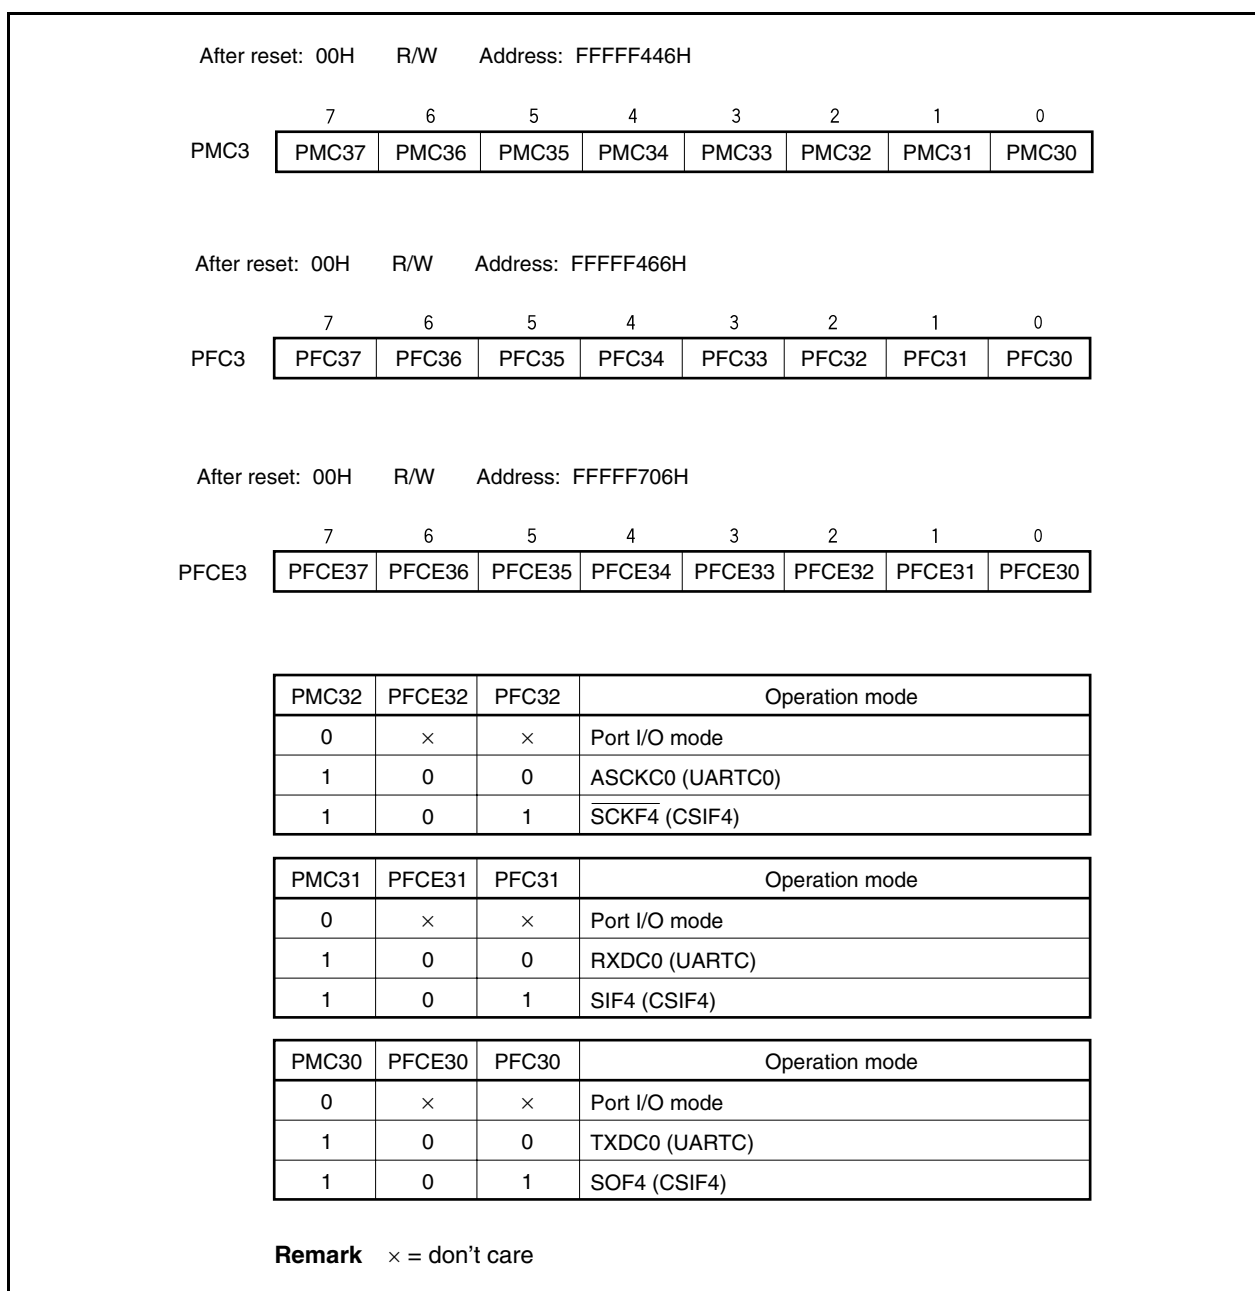 After reset: 00H R/W Address: FFFFF446H
7 6 5 4 3 2 1 0
PMC3 PMC37 PMC36 PMC35 PMC34 PMC33 PMC32 PMC31 PMC30
After reset: 00H R/W Address: FFFFF466H
7 6 5 4 3 2 1 0
PFC3 PFC37 PFC36 PFC35 PFC34 PFC33 PFC32 PFC31 PFC30
After reset: 00H R/W Address: FFFFF706H
7 6 5 4 3 2 1 0
PFCE3 PFCE37 PFCE36 PFCE35 PFCE34 PFCE33 PFCE32 PFCE31 PFCE30
PMC32 PFCE32 PFC32 Operation mode
0 × × Port I/O mode
1 0 0 ASCKC0 (UARTC0)
1 0 1 S̅C̅K̅F̅4̅ (CSIF4)
PMC31 PFCE31 PFC31 Operation mode
0 × × Port I/O mode
1 0 0 RXDC0 (UARTC)
1 0 1 SIF4 (CSIF4)
PMC30 PFCE30 PFC30 Operation mode
0 × × Port I/O mode
1 0 0 TXDC0 (UARTC)
1 0 1 SOF4 (CSIF4)
Remark × = don't care